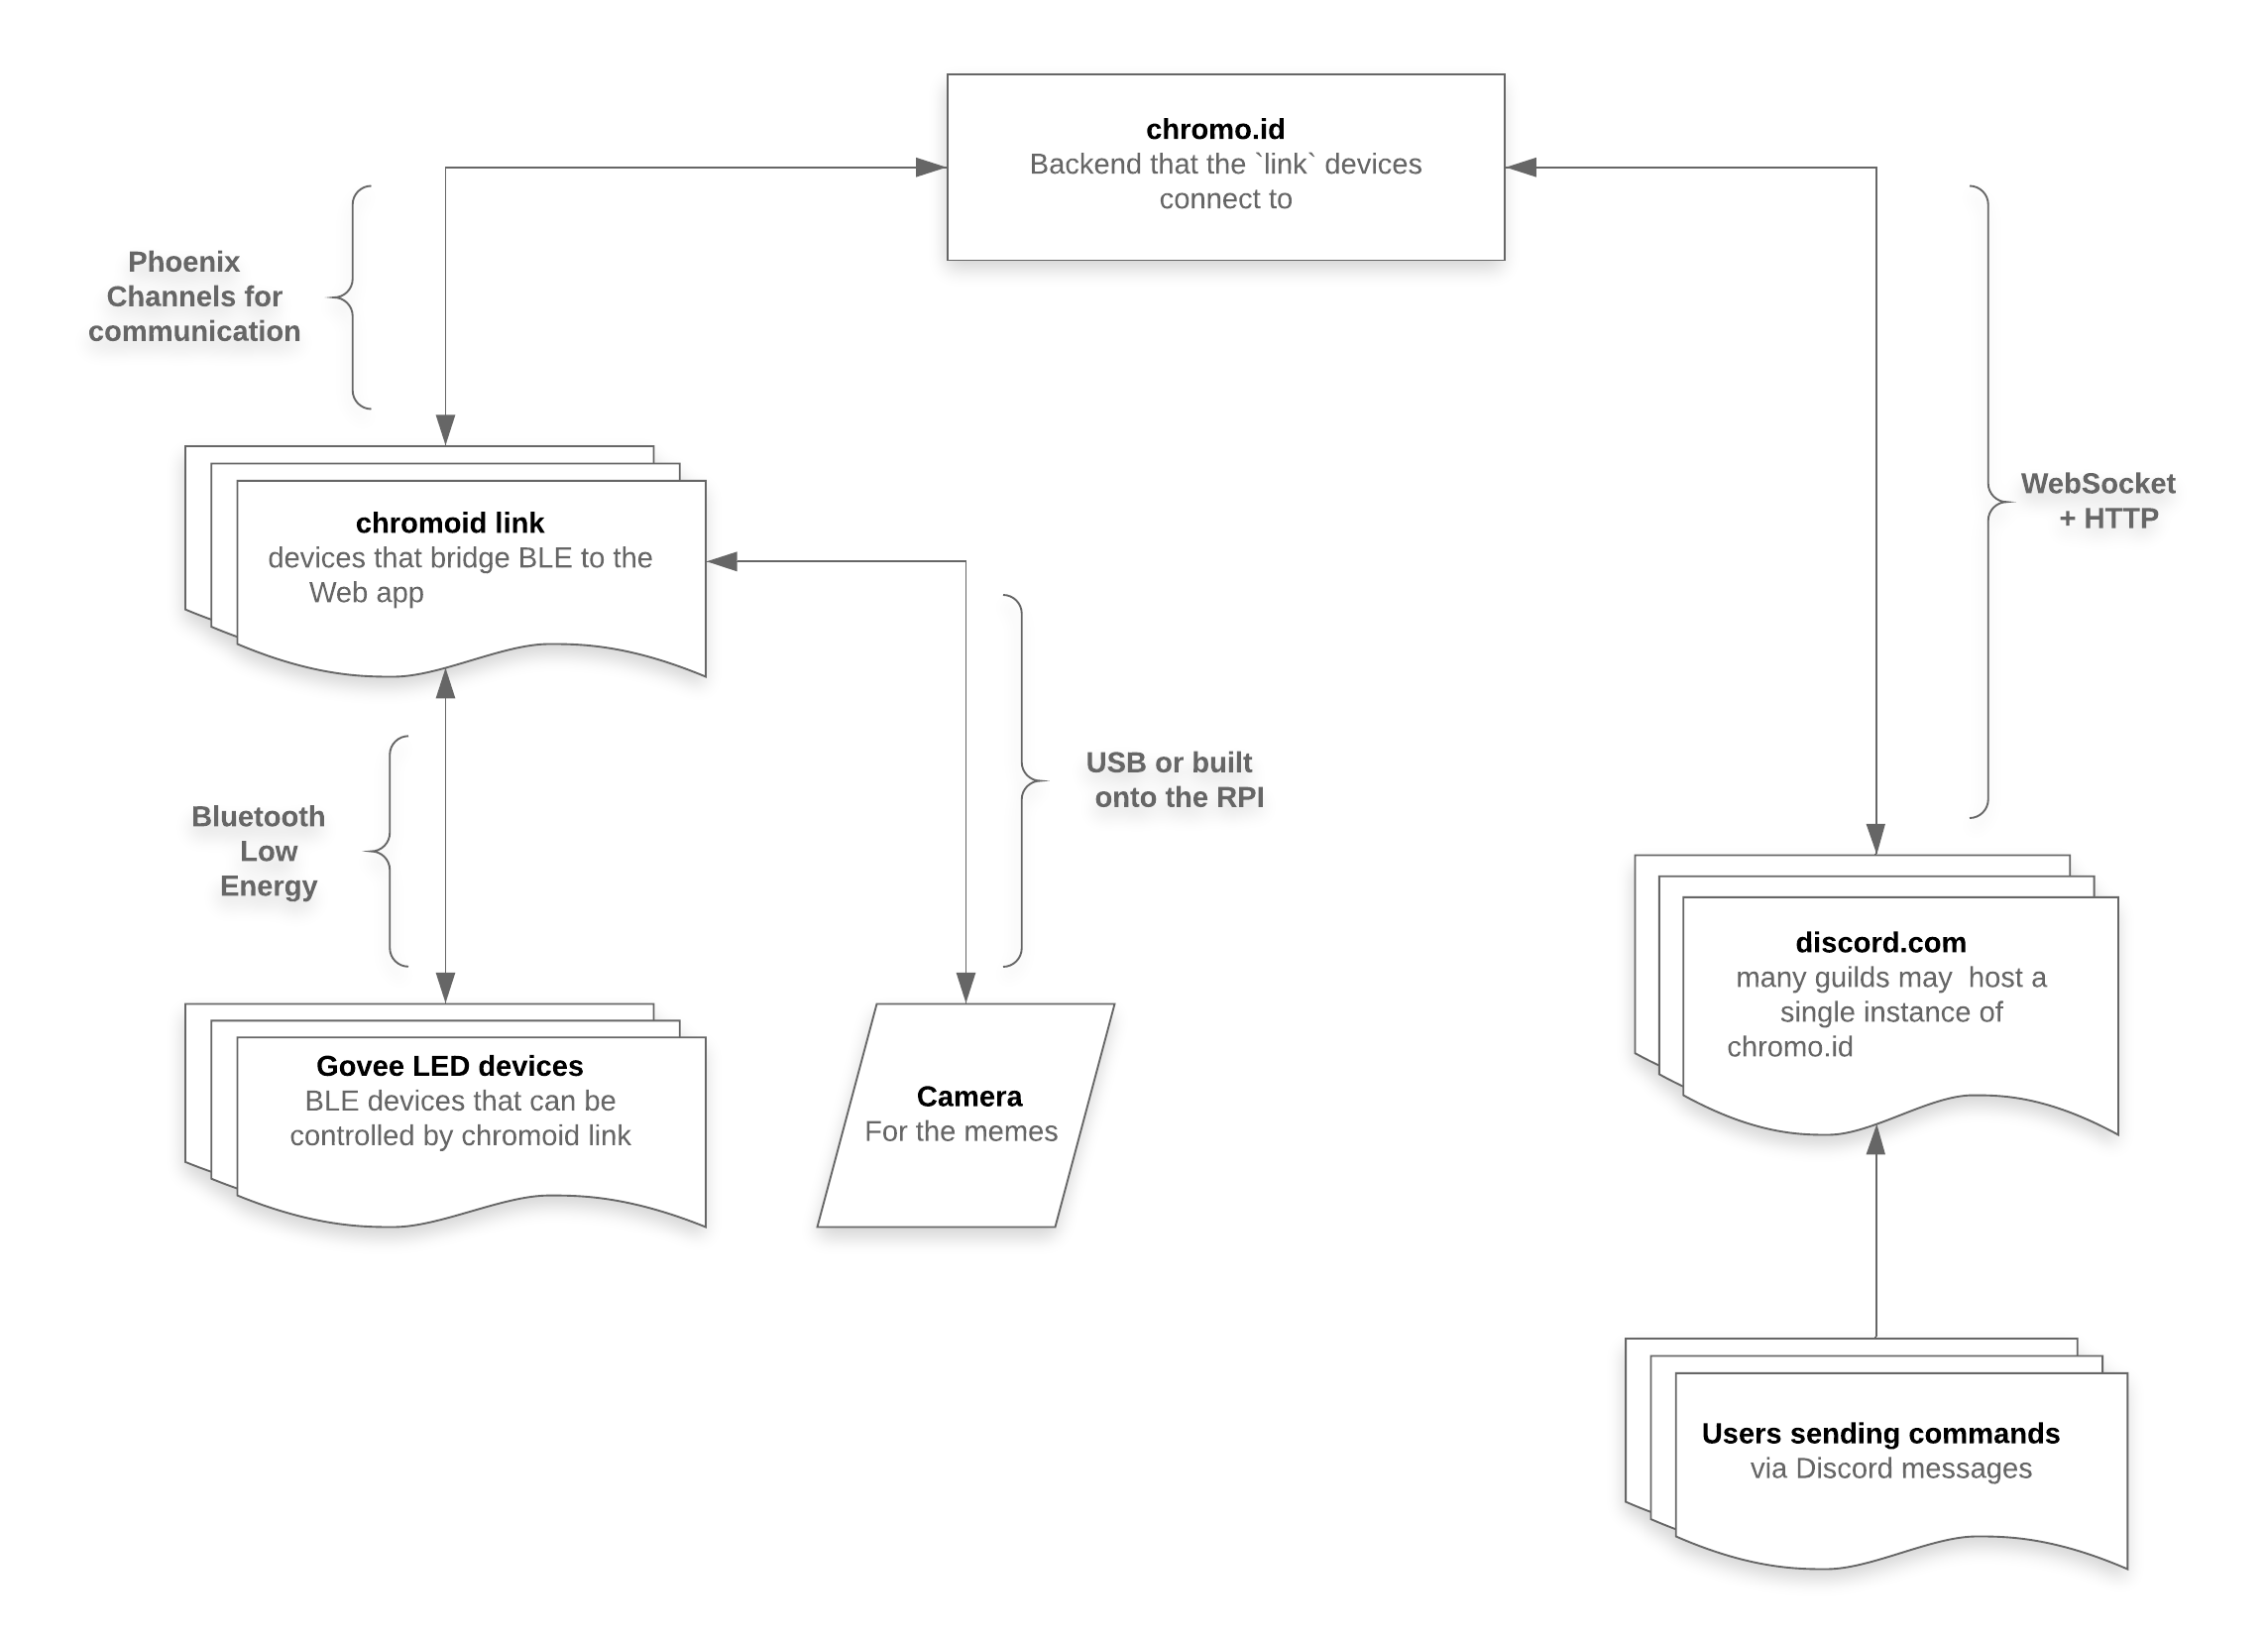 chromo.id
Backend that the `link` devices
connect to
Phoenix
Channels for
communication
WebSocket
+ HTTP
chromoid link
devices that bridge BLE to the
Web app
USB or built
onto the RPI
Bluetooth
Low
Energy
discord.com
many guilds may  host a
single instance of
chromo.id
Govee LED devices
BLE devices that can be
controlled by chromoid link
Camera
For the memes
Users sending commands
via Discord messages